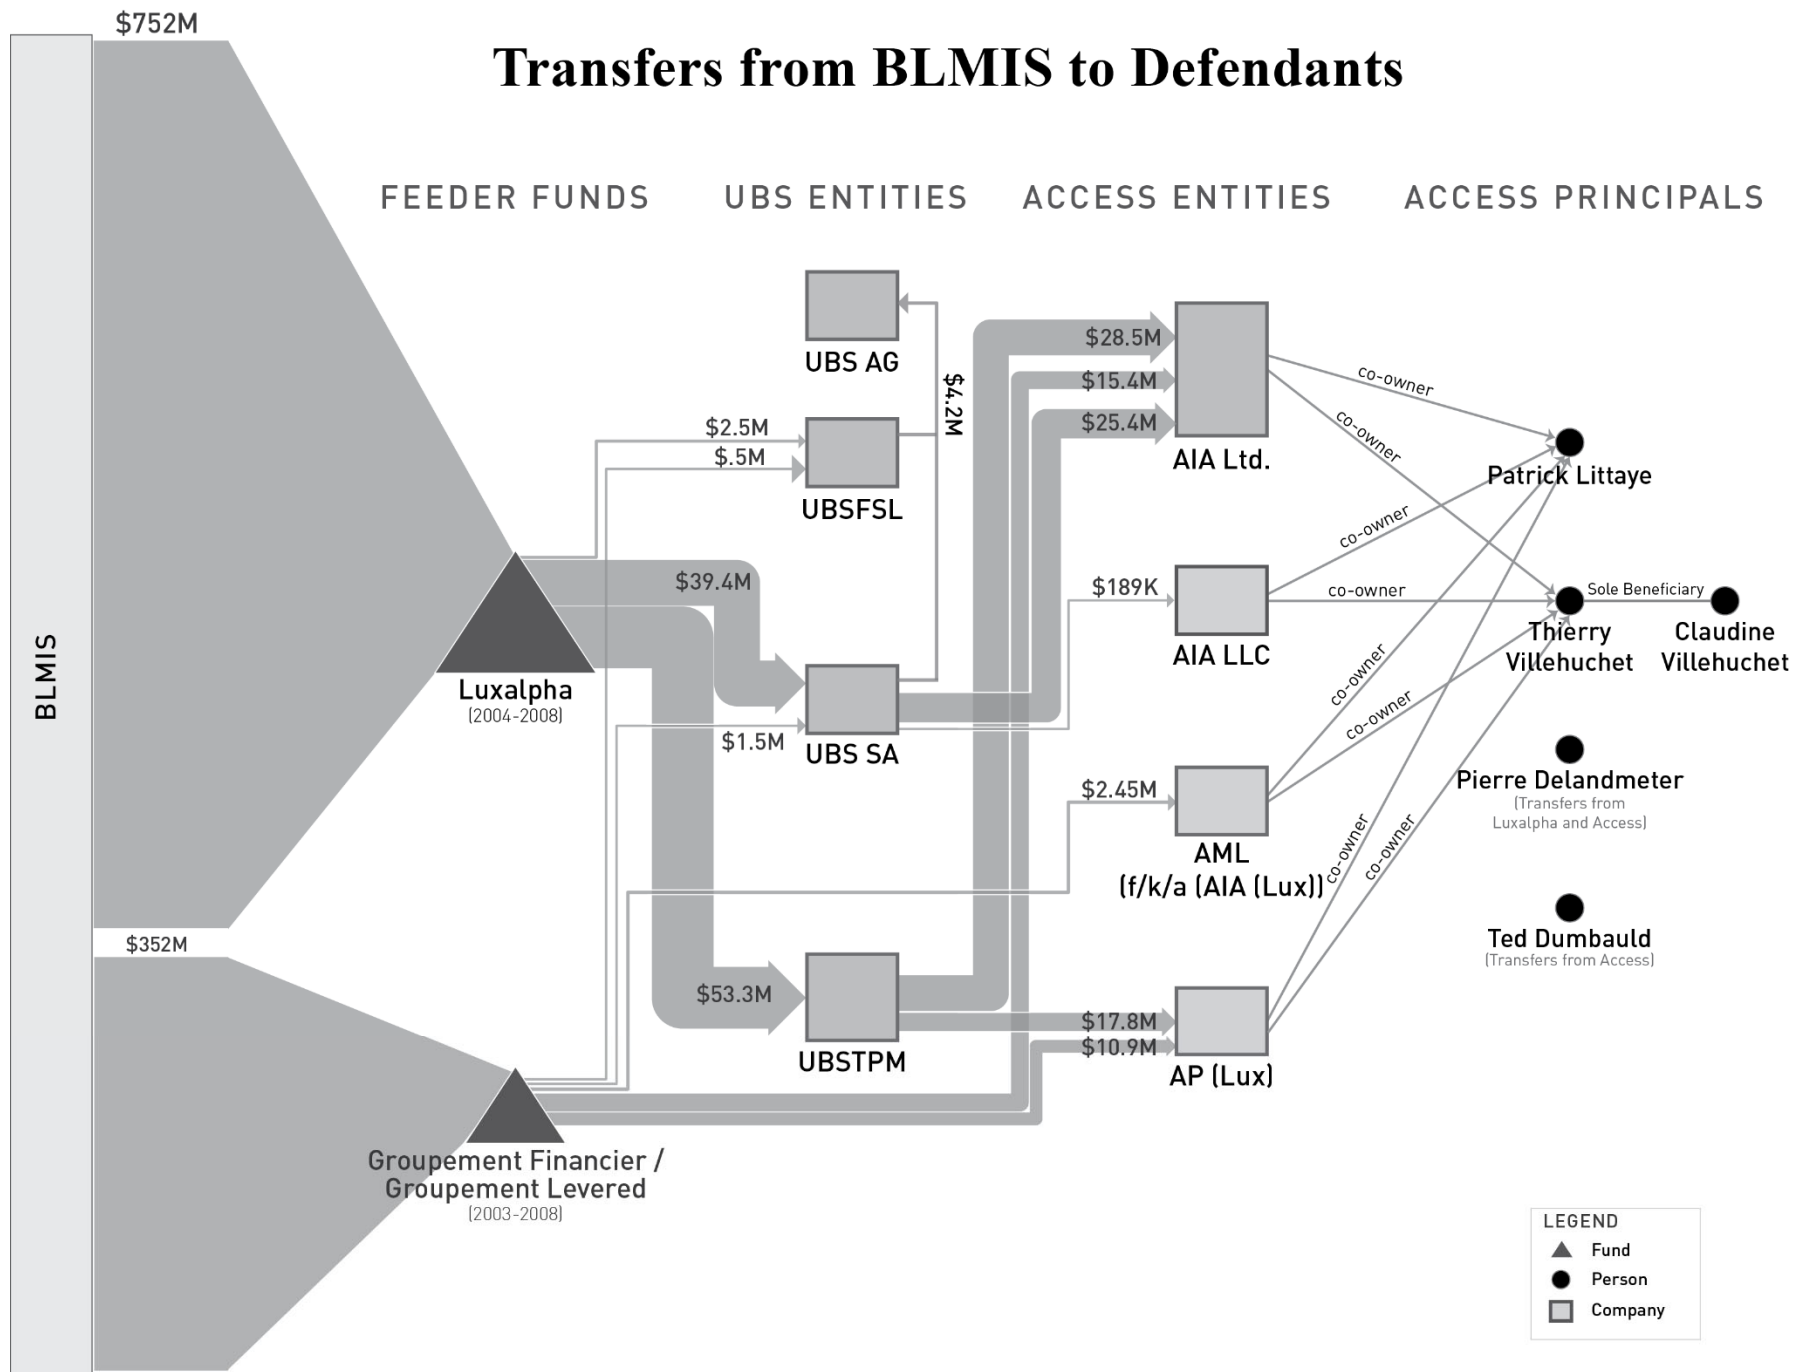 $752M
Transfers from BLMIS to Defendants
FEEDER FUNDS
UBS ENTITIES
ACCESS ENTITIES
ACCESS PRINCIPALS
BLMIS
$352M
Luxalpha
(2004-2008)
Groupement Financier /
Groupement Levered
(2003-2008)
$2.5M
$.5M
$39.4M
$1.5M
$53.3M
UBS AG
$4.2M
UBSFSL
UBS SA
UBSTPM
$28.5M
$15.4M
$25.4M
AIA Ltd.
$189K
AIA LLC
$2.45M
AML
(f/k/a (AIA (Lux))
$17.8M
$10.9M
AP (Lux)
co-owner
co-owner
co-owner
co-owner
co-owner
co-owner
co-owner
co-owner
Patrick Littaye
Sole Beneficiary
Thierry
Villehuchet
Claudine
Villehuchet
Pierre Delandmeter
(Transfers from
Luxalpha and Access)
Ted Dumbauld
(Transfers from Access)
LEGEND
Fund
Person
Company